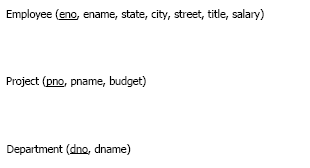 Employee (eno, ename, state, city, street, title, salary)
Project (pno, pname, budget)
Department (dno, dname)